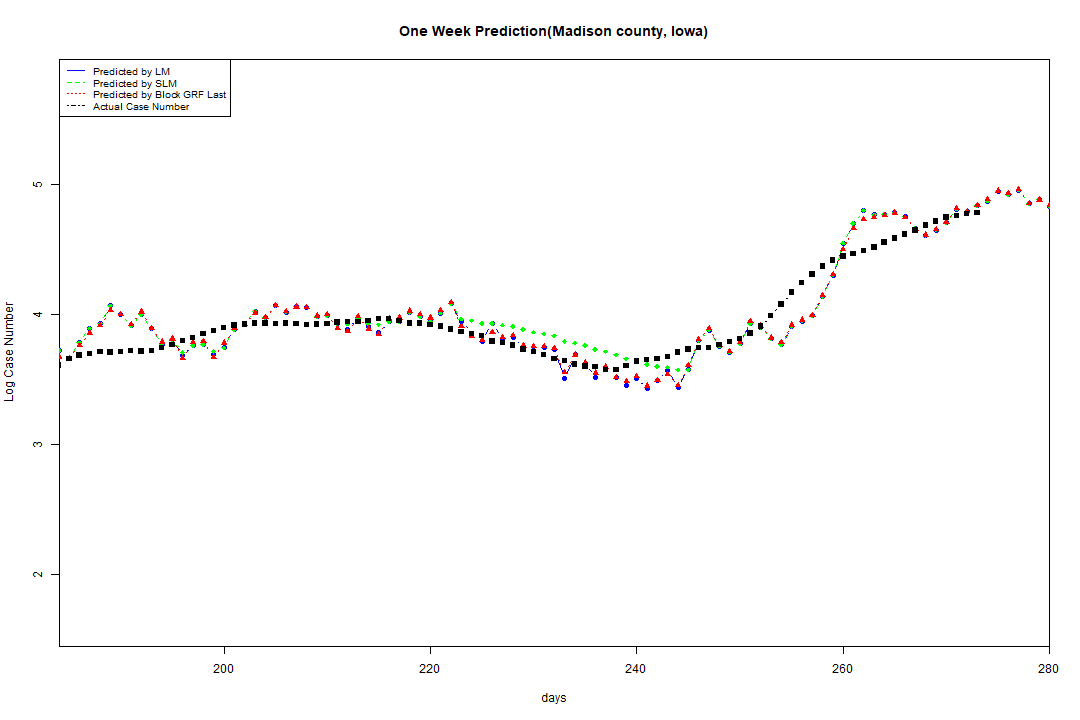 One Week Prediction(Madison county, Iowa)
Predicted by LM
Predicted by SLM
Predicted by Block GRF Last
Actual Case Number
Log Case Number
5
4
3
2
200 220 240 260 280
days